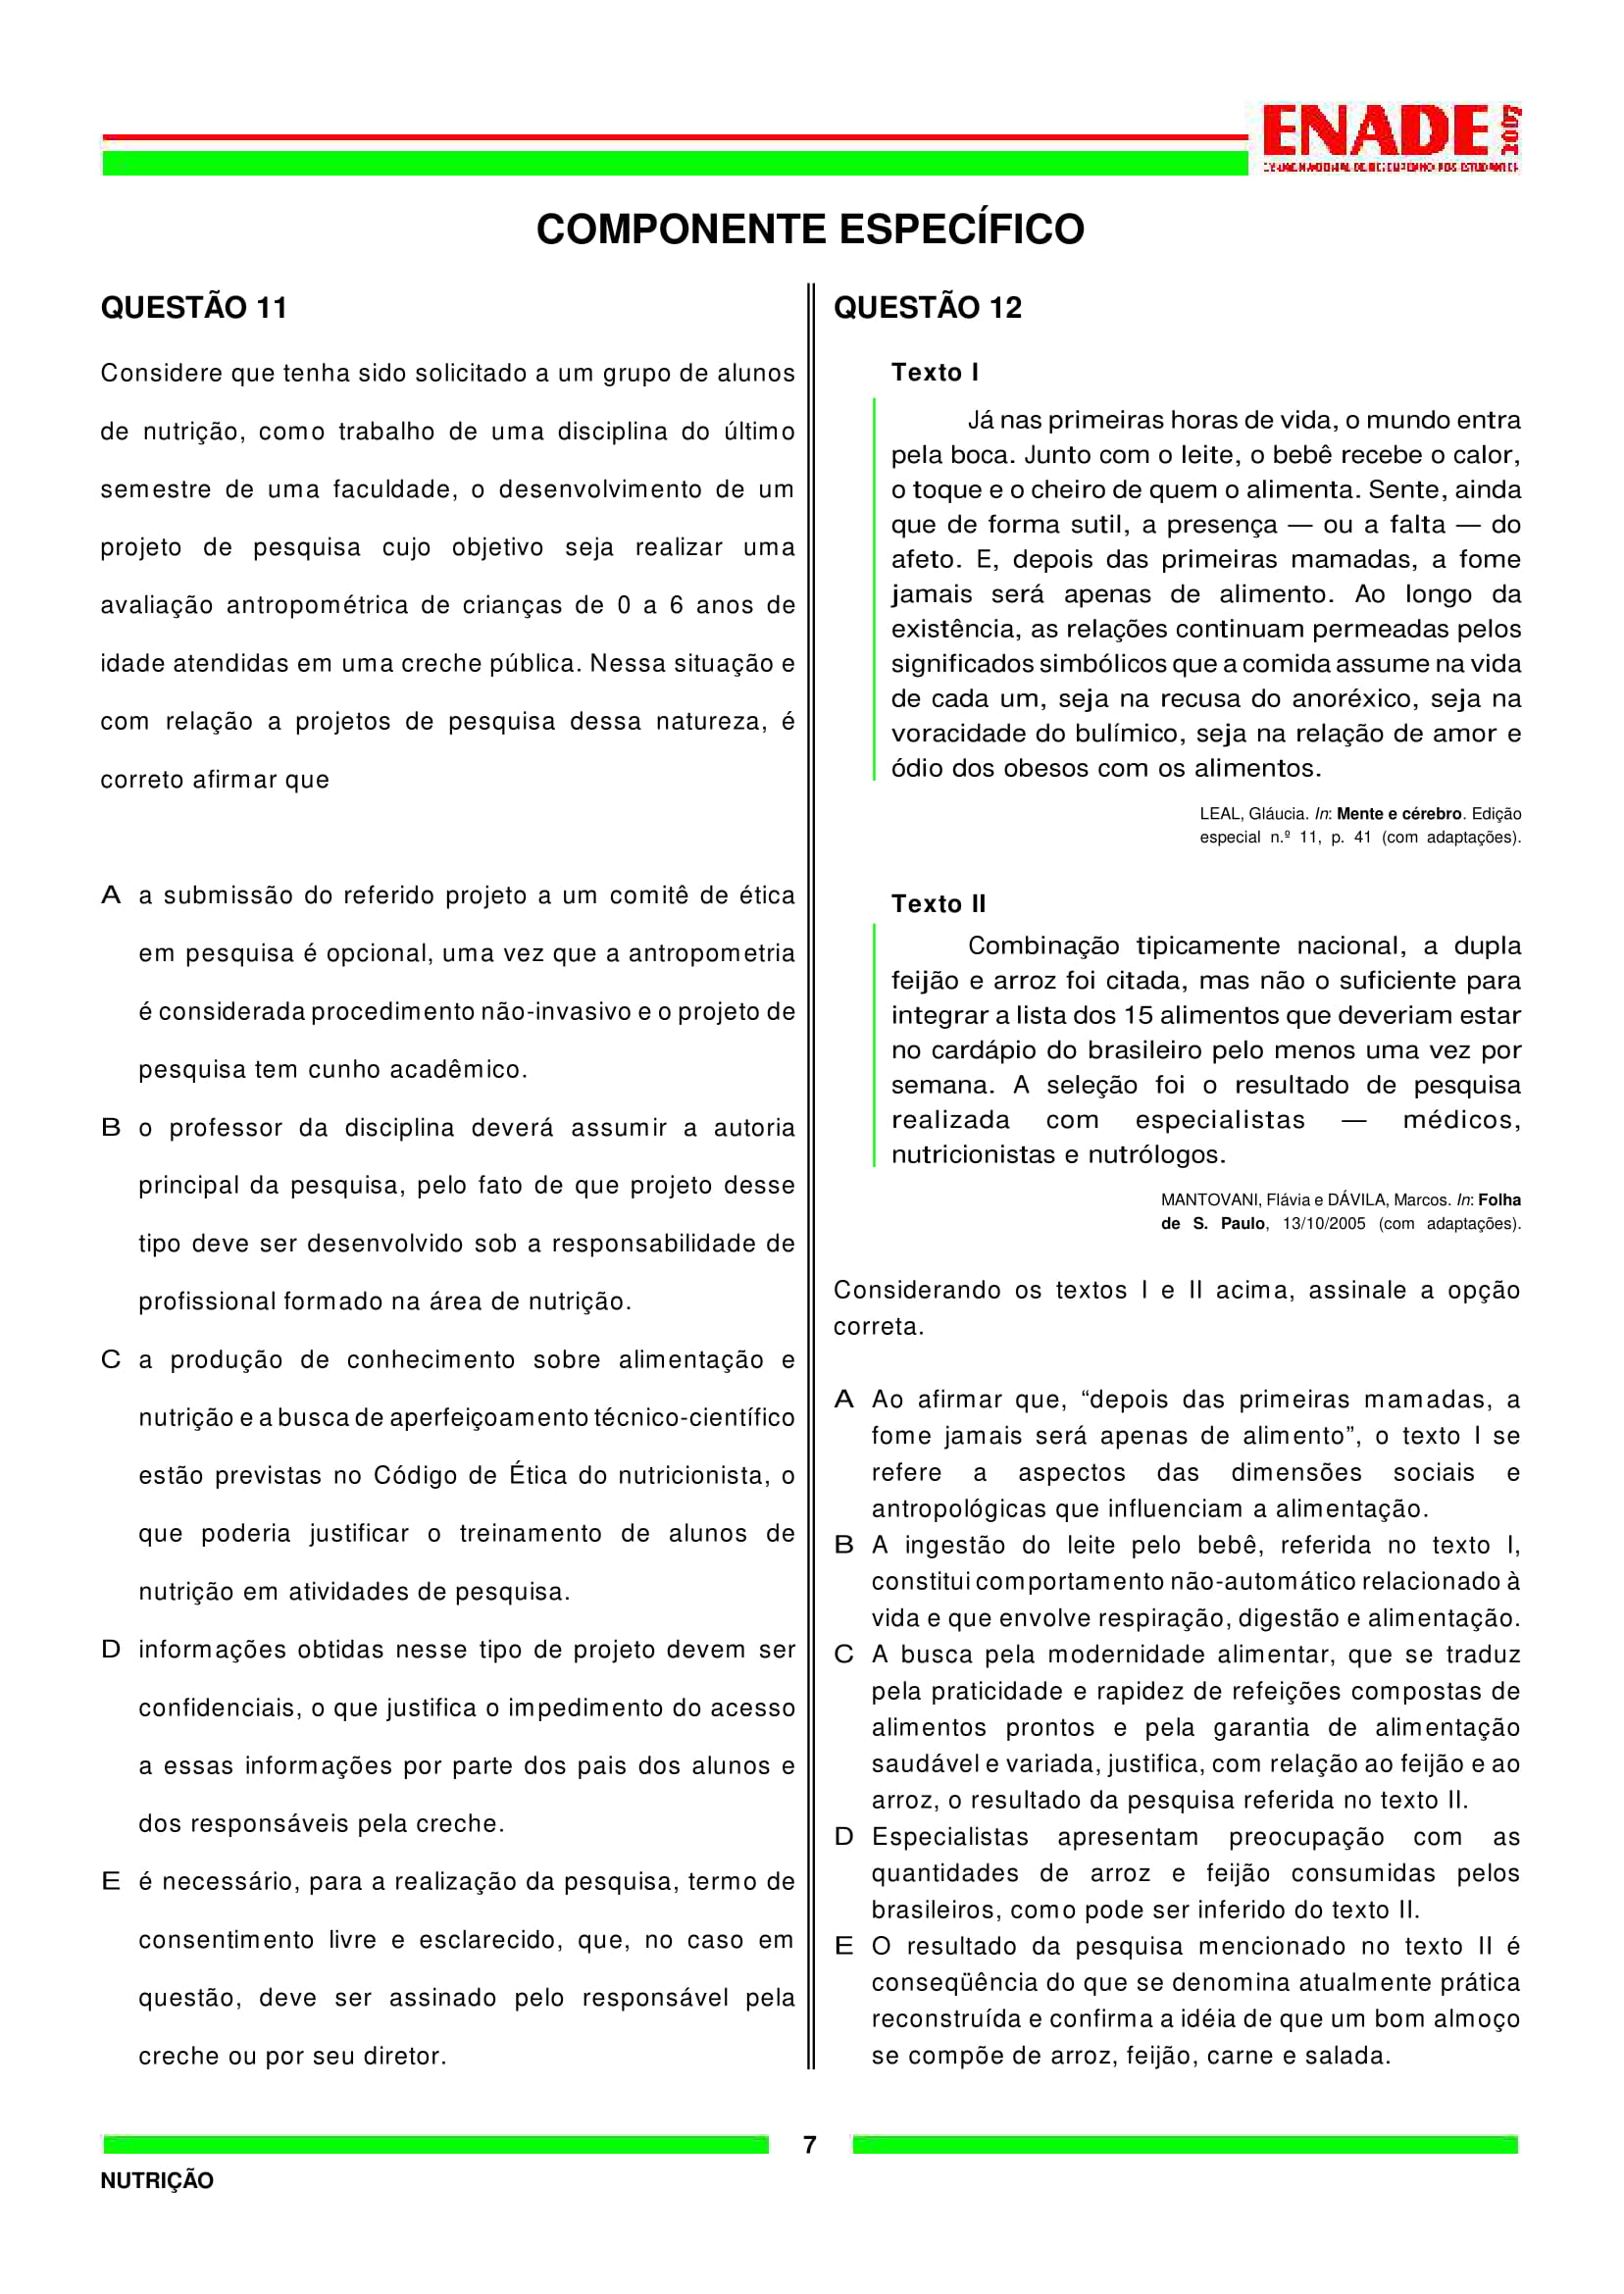 ENADE 2007
COMPONENTE ESPECÍFICO
QUESTÃO 11
Considere que tenha sido solicitado a um grupo de alunos
de nutrição, como trabalho de uma disciplina do último
semestre de uma faculdade, o desenvolvimento de um
projeto de pesquisa cujo objetivo seja realizar uma
avaliação antropométrica de crianças de 0 a 6 anos de
idade atendidas em uma creche pública. Nessa situação e
com relação a projetos de pesquisa dessa natureza, é
correto afirmar que
A a submissão do referido projeto a um comitê de ética
em pesquisa é opcional, uma vez que a antropometria
é considerada procedimento não-invasivo e o projeto de
pesquisa tem cunho acadêmico.
B o professor da disciplina deverá assumir a autoria
principal da pesquisa, pelo fato de que projeto desse
tipo deve ser desenvolvido sob a responsabilidade de
profissional formado na área de nutrição.
C a produção de conhecimento sobre alimentação e
nutrição e a busca de aperfeiçoamento técnico-científico
estão previstas no Código de Ética do nutricionista, o
que poderia justificar o treinamento de alunos de
nutrição em atividades de pesquisa.
D informações obtidas nesse tipo de projeto devem ser
confidenciais, o que justifica o impedimento do acesso
a essas informações por parte dos pais dos alunos e
dos responsáveis pela creche.
E é necessário, para a realização da pesquisa, termo de
consentimento livre e esclarecido, que, no caso em
questão, deve ser assinado pelo responsável pela
creche ou por seu diretor.
QUESTÃO 12
Texto I
Já nas primeiras horas de vida, o mundo entra
pela boca. Junto com o leite, o bebê recebe o calor,
o toque e o cheiro de quem o alimenta. Sente, ainda
que de forma sutil, a presença — ou a falta — do
afeto. E, depois das primeiras mamadas, a fome
jamais será apenas de alimento. Ao longo da
existência, as relações continuam permeadas pelos
significados simbólicos que a comida assume na vida
de cada um, seja na recusa do anoréxico, seja na
voracidade do bulímico, seja na relação de amor e
ódio dos obesos com os alimentos.
LEAL, Gláucia. In: Mente e cérebro. Edição
especial n.º 11, p. 41 (com adaptações).
Texto II
Combinação tipicamente nacional, a dupla
feijão e arroz foi citada, mas não o suficiente para
integrar a lista dos 15 alimentos que deveriam estar
no cardápio do brasileiro pelo menos uma vez por
semana. A seleção foi o resultado de pesquisa
realizada com especialistas — médicos,
nutricionistas e nutrólogos.
MANTOVANI, Flávia e DÁVILA, Marcos. In: Folha
de S. Paulo, 13/10/2005 (com adaptações).
Considerando os textos I e II acima, assinale a opção
correta.
A Ao afirmar que, “depois das primeiras mamadas, a
fome jamais será apenas de alimento”, o texto I se
refere a aspectos das dimensões sociais e
antropológicas que influenciam a alimentação.
B A ingestão do leite pelo bebê, referida no texto I,
constitui comportamento não-automático relacionado à
vida e que envolve respiração, digestão e alimentação.
C A busca pela modernidade alimentar, que se traduz
pela praticidade e rapidez de refeições compostas de
alimentos prontos e pela garantia de alimentação
saudável e variada, justifica, com relação ao feijão e ao
arroz, o resultado da pesquisa referida no texto II.
D Especialistas apresentam preocupação com as
quantidades de arroz e feijão consumidas pelos
brasileiros, como pode ser inferido do texto II.
E O resultado da pesquisa mencionado no texto II é
conseqüência do que se denomina atualmente prática
reconstruída e confirma a idéia de que um bom almoço
se compõe de arroz, feijão, carne e salada.
7
NUTRIÇÃO